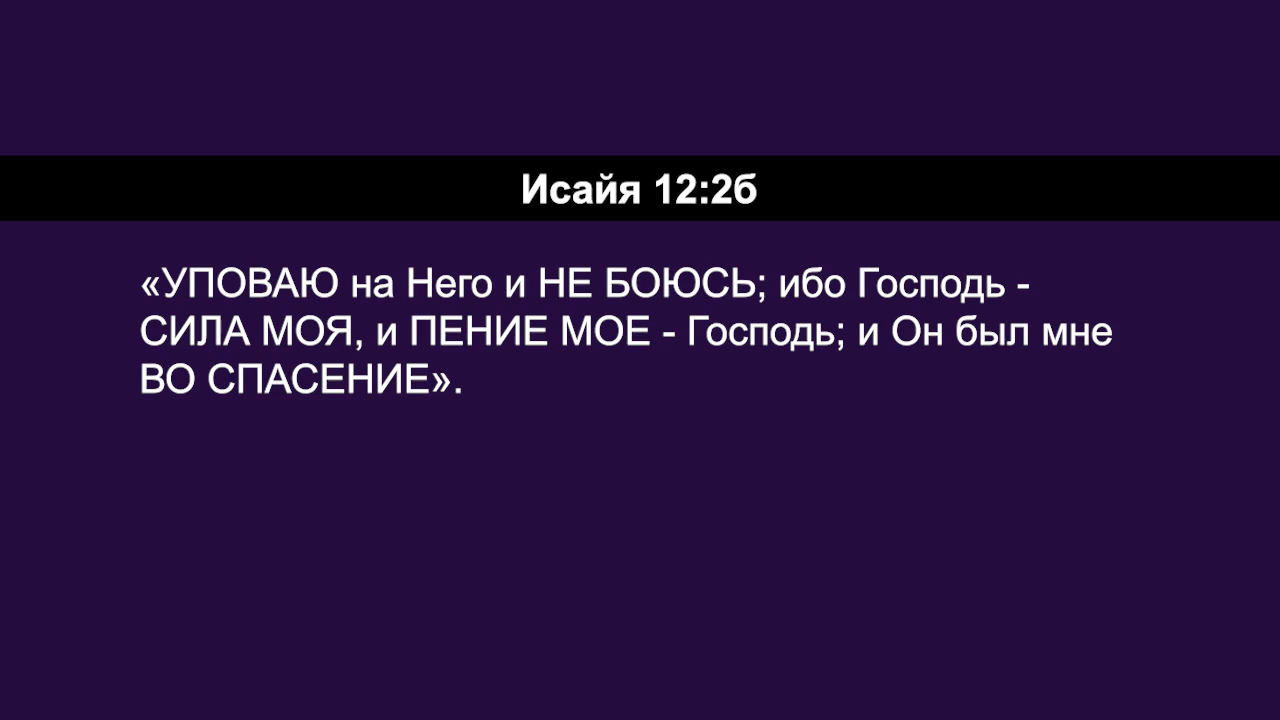 Исайя 12:2б
«УПОВАЮ на Него и НЕ БОЮСЬ; ибо Господь -
СИЛА МОЯ, и ПЕНИЕ МОЕ - Господь; и Он был мне
ВО СПАСЕНИЕ».